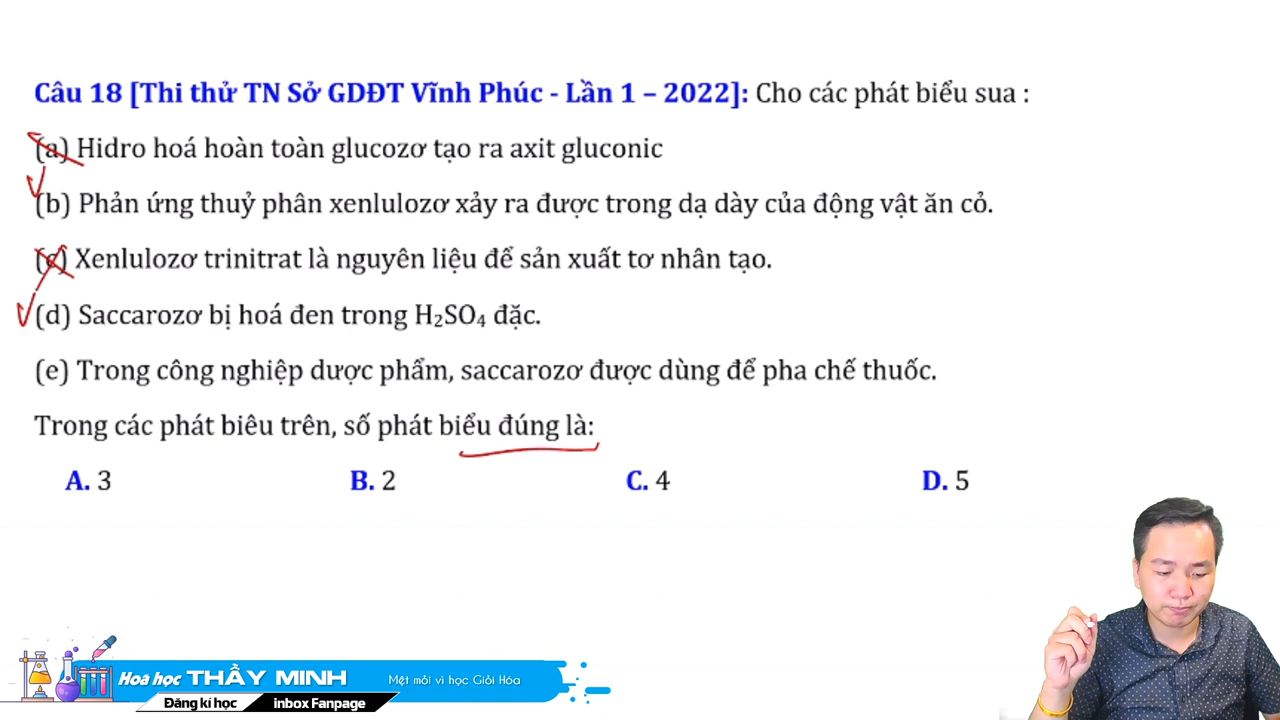 Câu 18 [Thi thử TN Sở GDĐT Vĩnh Phúc - Lần 1 – 2022]: Cho các phát biểu sua :
(a) Hidro hoá hoàn toàn glucozơ tạo ra axit gluconic
(b) Phản ứng thuỷ phân xenlulozơ xảy ra được trong dạ dày của động vật ăn cỏ.
(c) Xenlulozơ trinitrat là nguyên liệu để sản xuất tơ nhân tạo.
(d) Saccarozơ bị hoá đen trong H₂SO₄ đặc.
(e) Trong công nghiệp dược phẩm, saccarozơ được dùng để pha chế thuốc.
Trong các phát biêu trên, số phát biểu đúng là:
A. 3 B. 2 C. 4 D. 5
Hoá học THẦY MINH Mệt mỏi vì học Giỏi Hóa
Đăng kí học inbox Fanpage